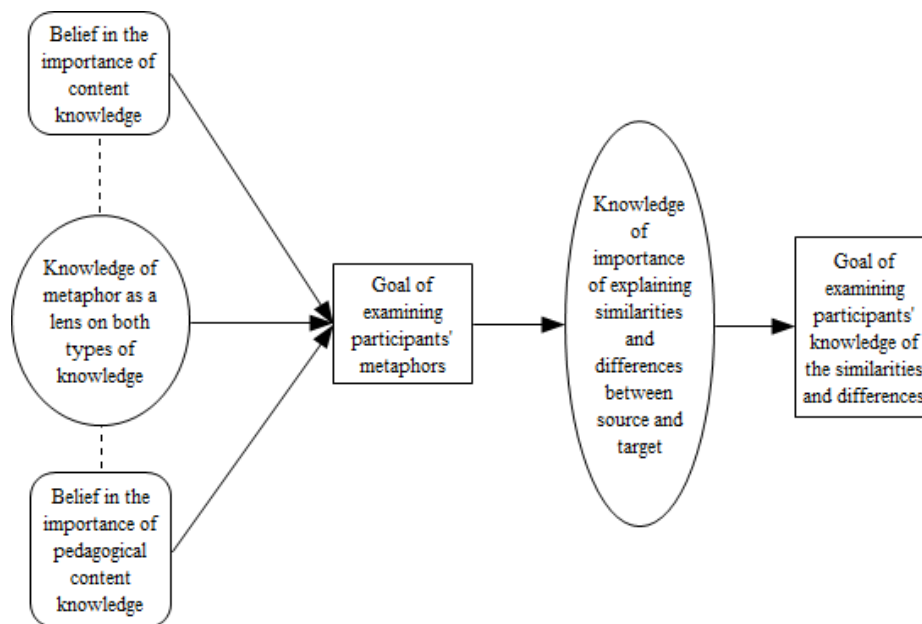 Belief in the
importance of
content
knowledge
Knowledge of
metaphor as a
lens on both
types of
knowledge
Belief in the
importance of
pedagogical
content
knowledge
Goal of
examining
participants'
metaphors
Knowledge
of
importance
of explaining
similarities
and
differences
between
source and
target
Goal of
examining
participants'
knowledge of
the similarities
and differences